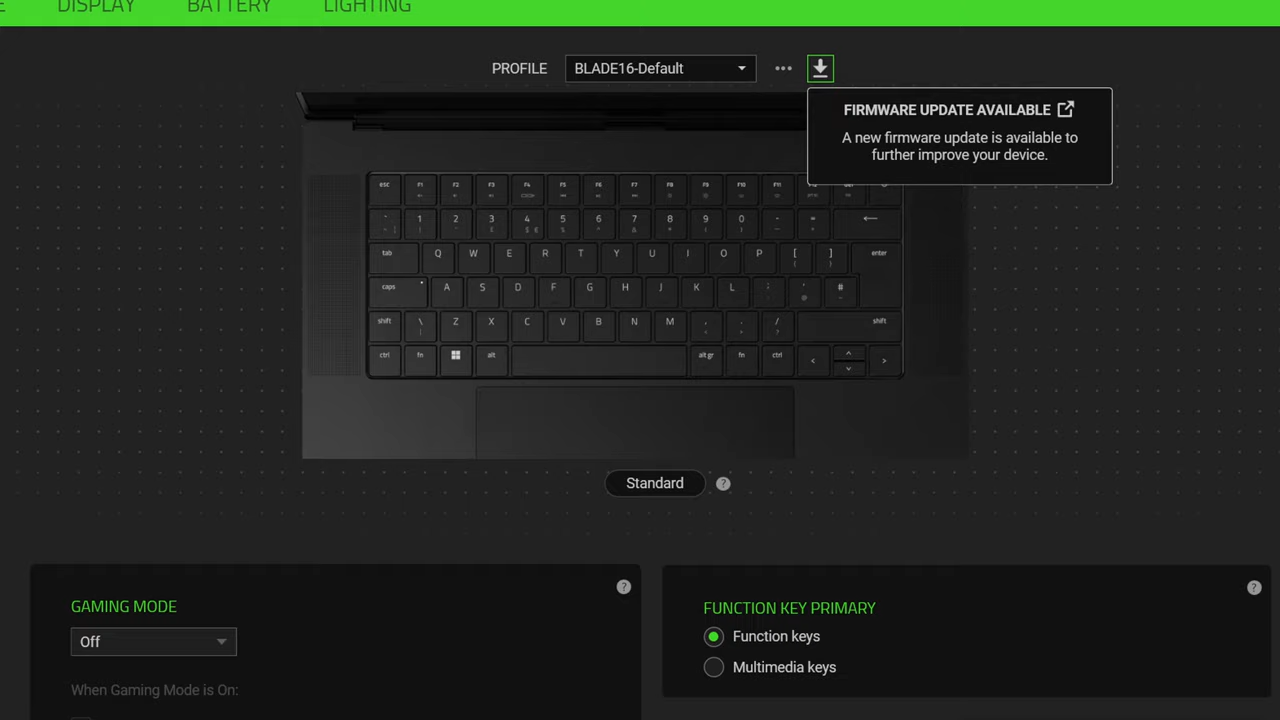 DISPLAY BATTERY LIGHTING
PROFILE BLADE16-Default
FIRMWARE UPDATE AVAILABLE
A new firmware update is available to
further improve your device.
esc F1 F2 F3 F4 F5 F6 F7 F8 F9 F10 F11
1 2 3 4 5 6 7 8 9 0 - =
tab Q W E R T Y U I O P [ ] enter
caps A S D F G H J K L ; ' #
shift \ Z X C V B N M , . / shift
ctrl fn alt alt gr fn ctrl < >
Standard ?
GAMING MODE ?
Off
When Gaming Mode is On:
FUNCTION KEY PRIMARY ?
Function keys
Multimedia keys